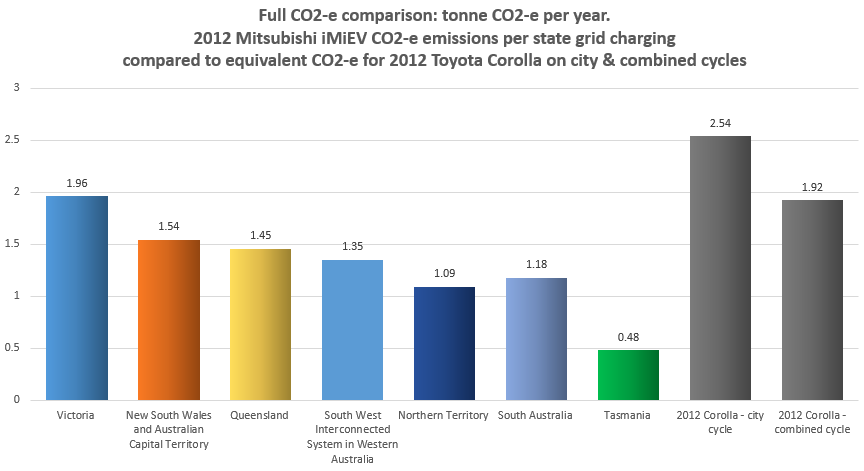 Full CO2-e comparison: tonne CO2-e per year.
2012 Mitsubishi iMiEV CO2-e emissions per state grid charging
compared to equivalent CO2-e for 2012 Toyota Corolla on city & combined cycles
3
2.5
2
1.5
1
0.5
0
1.96
1.54
1.45
1.35
1.09
1.18
0.48
2.54
1.92
Victoria
New South Wales
and Australian
Capital Territory
Queensland
South West
Interconnected
System in Western
Australia
Northern Territory
South Australia
Tasmania
2012 Corolla - city
cycle
2012 Corolla -
combined cycle